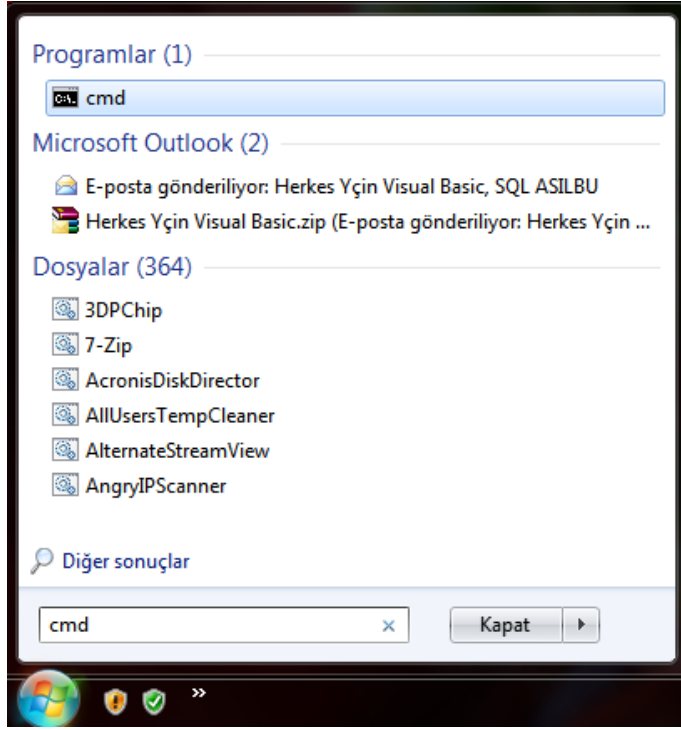 Programlar (1)
cmd
Microsoft Outlook (2)
E-posta gönderiliyor: Herkes Yçin Visual Basic, SQL ASILBU
Herkes Yçin Visual Basic.zip (E-posta gönderiliyor: Herkes Yçin ...
Dosyalar (364)
3DPChip
7-Zip
AcronisDiskDirector
AllUsersTempCleaner
AlternateStreamView
AngryIPScanner
Diğer sonuçlar
cmd
Kapat